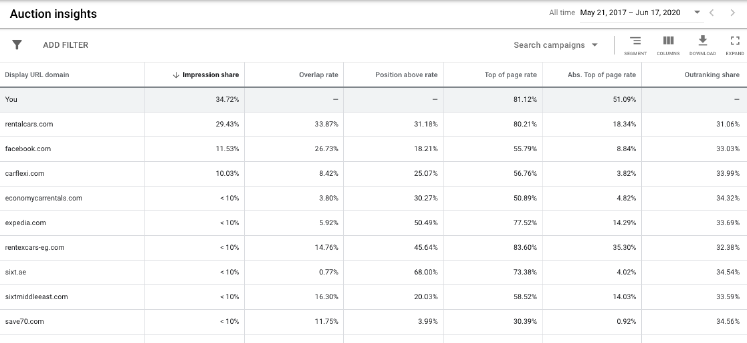 Auction insights
All time May 21, 2017 – Jun 17, 2020
ADD FILTER
Search campaigns
SEGMENT COLUMNS DOWNLOAD EXPAND
Display URL domain Impression share Overlap rate Position above rate Top of page rate Abs. Top of page rate Outranking share
You 34.72% — — 81.12% 51.09% —
rentalcars.com 29.43% 33.87% 31.18% 80.21% 18.34% 31.06%
facebook.com 11.53% 26.73% 18.21% 55.79% 8.84% 33.03%
carflexi.com 10.03% 8.42% 25.07% 56.76% 3.82% 33.99%
economycarrentals.com < 10% 3.80% 30.27% 50.89% 4.82% 34.32%
expedia.com < 10% 5.92% 50.49% 77.52% 14.29% 33.69%
rentexcars-eg.com < 10% 14.76% 45.64% 83.60% 35.30% 32.38%
sixt.ae < 10% 0.77% 68.00% 73.38% 4.02% 34.54%
sixtmiddleeast.com < 10% 16.30% 20.03% 58.52% 14.03% 33.59%
save70.com < 10% 11.75% 3.99% 30.39% 0.92% 34.56%